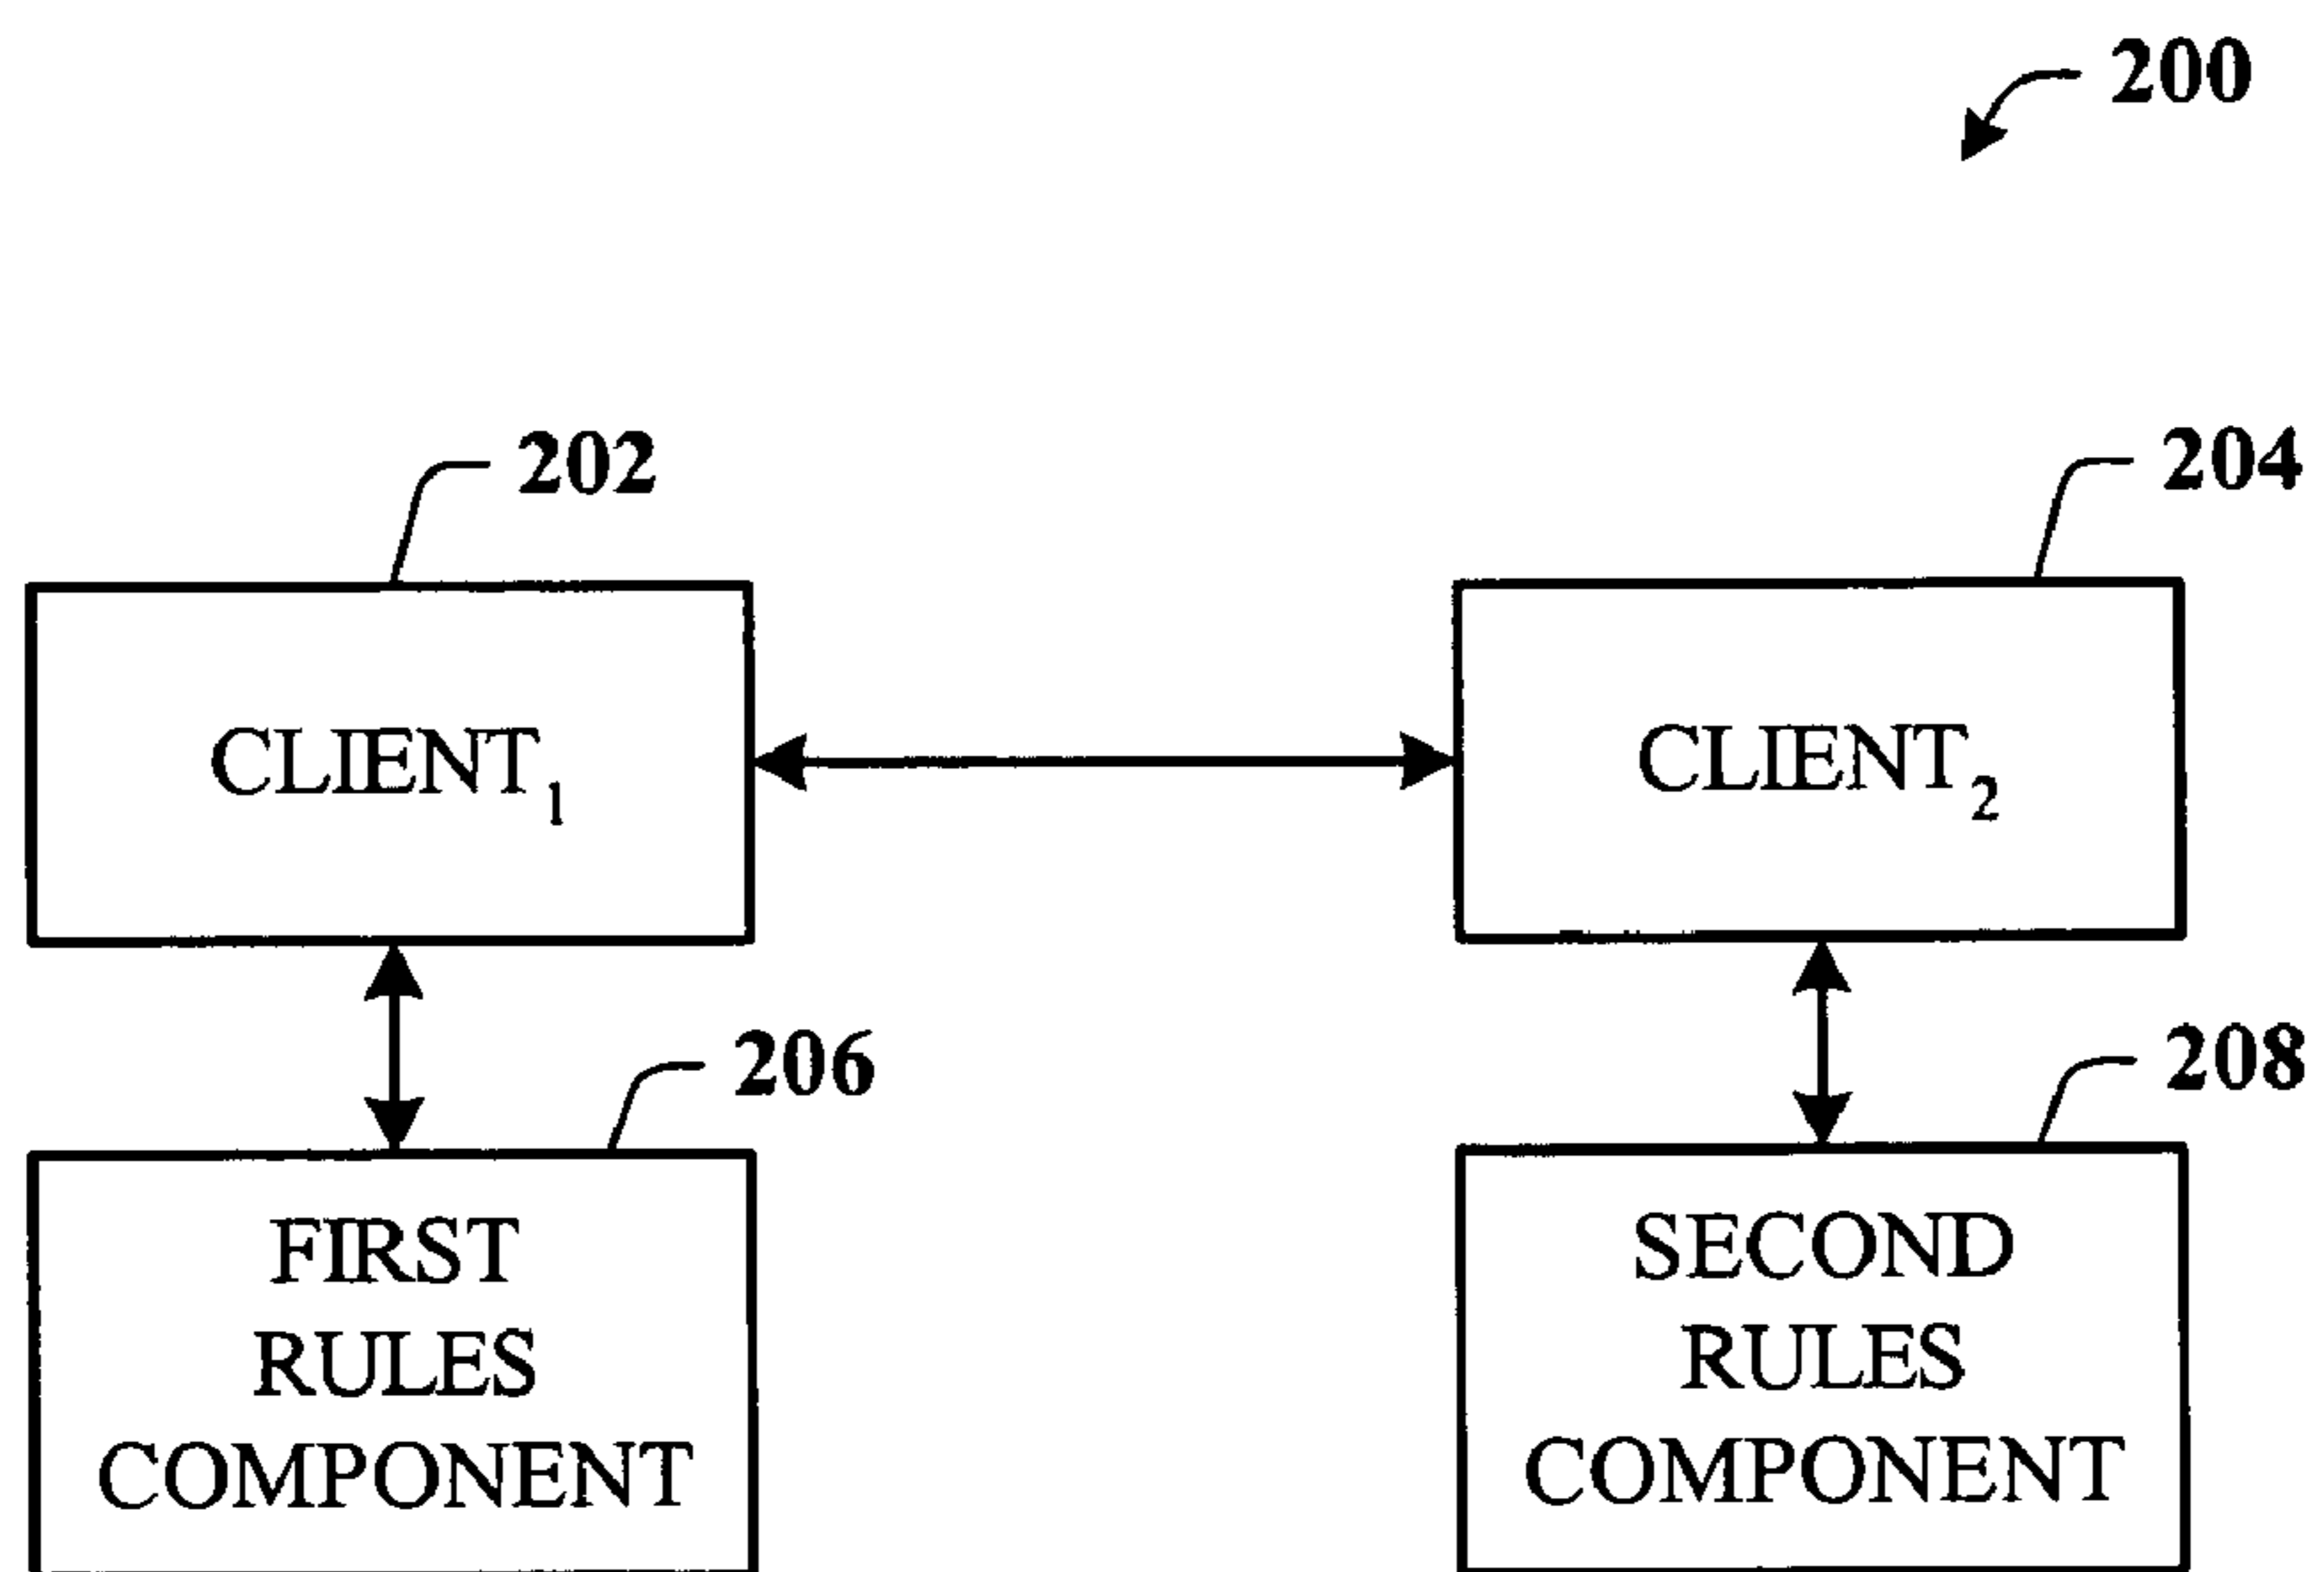 200
202
204
CLIENT₁
CLIENT₂
206
208
FIRST
RULES
COMPONENT
SECOND
RULES
COMPONENT